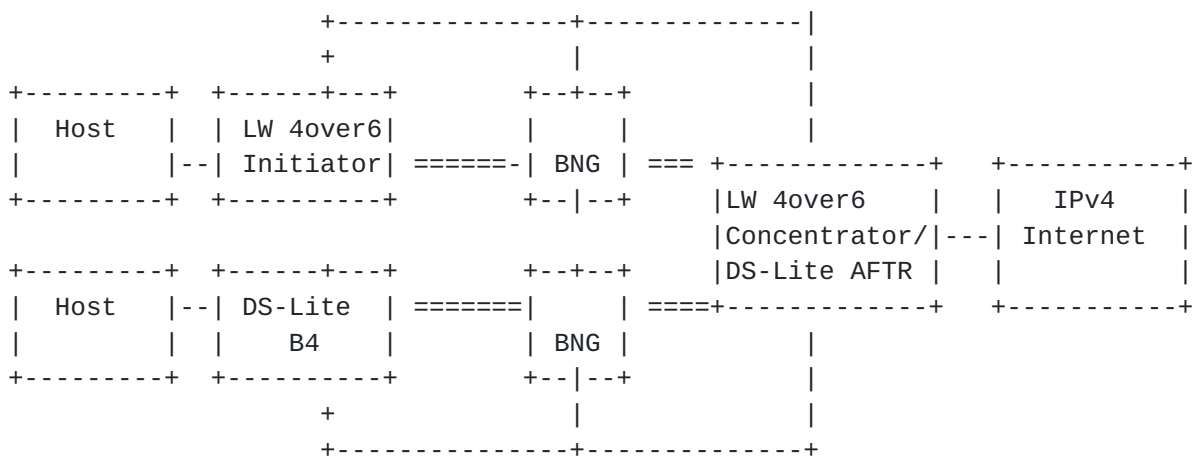 +---------------+--------------|
                    +               |              |
+---------+  +------+---+        +--+--+           |
|  Host   |  | LW 4over6|        |     |           |
|         |--| Initiator| ======-| BNG | === +-------------+   +-----------+
+---------+  +----------+        +--|--+     |LW 4over6    |   |   IPv4    |
                                             |Concentrator/|---| Internet  |
+---------+  +------+---+        +--+--+     |DS-Lite AFTR |   |           |
|  Host   |--| DS-Lite  | =======|     | ====+-------------+   +-----------+
|         |  |    B4    |        | BNG |           |
+---------+  +----------+        +--|--+           |
                    +               |              |
                    +---------------+--------------+